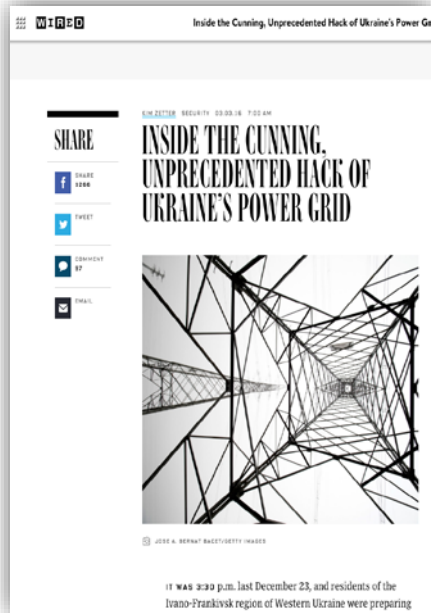 WIRED
Inside the Cunning, Unprecedented Hack of Ukraine's Power Gr
KIM ZETTER SECURITY 03.03.16 7:00 AM
SHARE
INSIDE THE CUNNING,
UNPRECEDENTED HACK OF
UKRAINE'S POWER GRID
SHARE
1286
TWEET
COMMENT
97
EMAIL
JOSE A. BERNAT BACETE/GETTY IMAGES
IT WAS 3:30 p.m. last December 23, and residents of the
Ivano-Frankivsk region of Western Ukraine were preparing